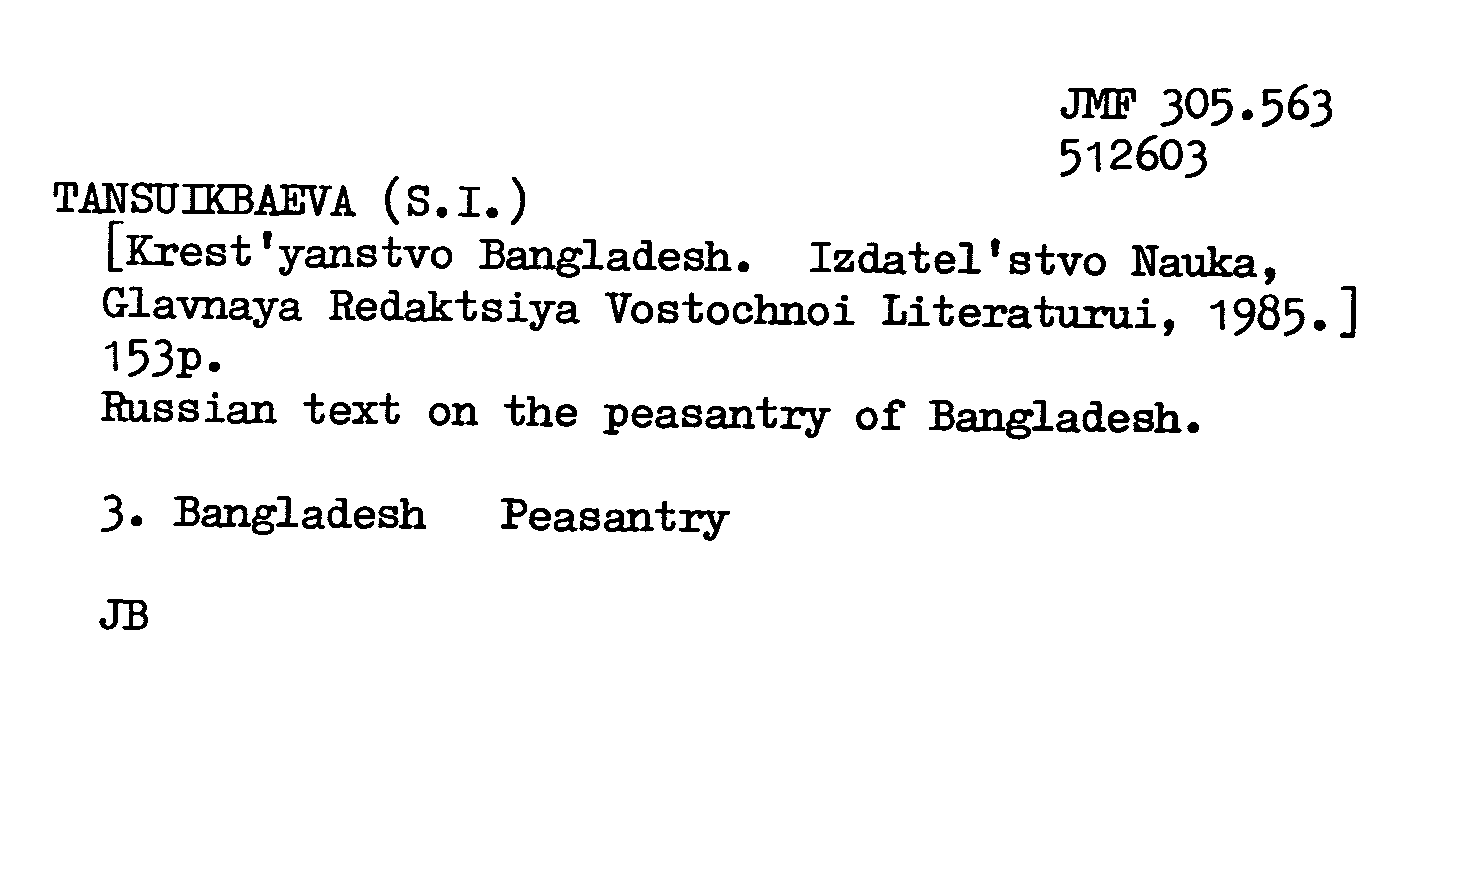 JMF 305.563
512603
TANSUIKBAEVA (S.I.)
[Krest'yanstvo Bangladesh. Izdatel'stvo Nauka,
Glavnaya Redaktsiya Vostochnoi Literaturui, 1985.]
153p.
Russian text on the peasantry of Bangladesh.
3. Bangladesh Peasantry
JB